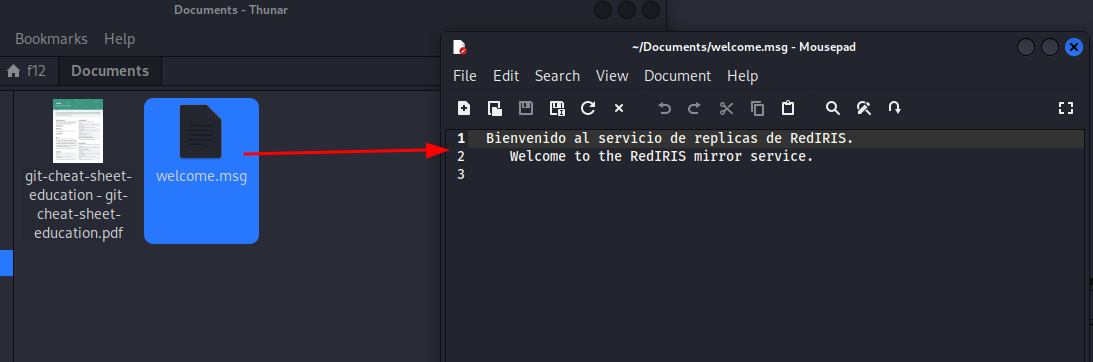 Documents - Thunar
Bookmarks Help
f12 Documents
git-cheat-sheet-
education - git-
cheat-sheet-
education.pdf
welcome.msg
~/Documents/welcome.msg - Mousepad
File Edit Search View Document Help
1 Bienvenido al servicio de replicas de RedIRIS.
2 Welcome to the RedIRIS mirror service.
3